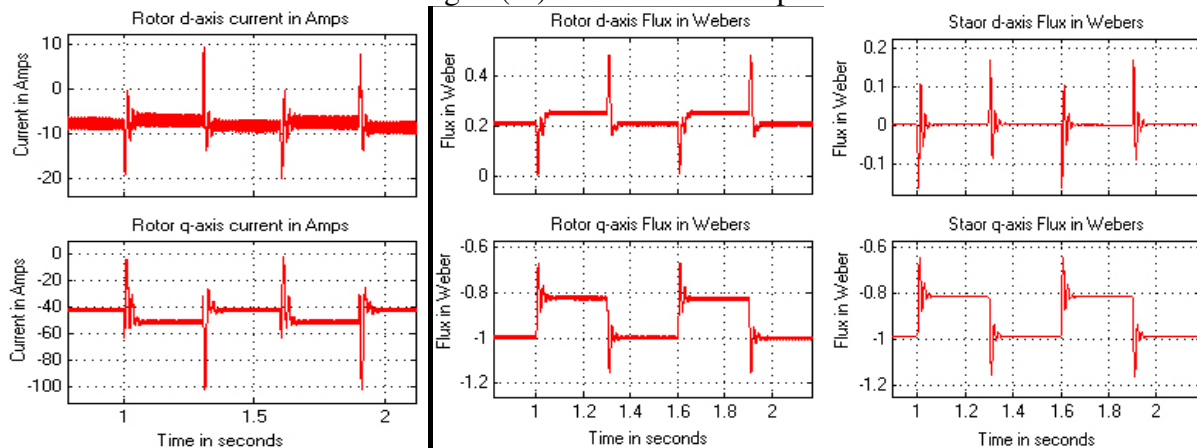 Rotor d-axis current in Amps
10
0
-10
-20
Current in Amps
Rotor q-axis current in Amps
0
-20
-40
-60
-80
-100
Current in Amps
1
1.5
2
Time in seconds
Rotor d-axis Flux in Webers
0.4
0.2
0
Flux in Weber
Rotor q-axis Flux in Webers
-0.6
-0.8
-1
-1.2
Flux in Weber
1
1.2
1.4
1.6
1.8
2
Time in seconds
Staor d-axis Flux in Webers
0.2
0.1
0
-0.1
Flux in Weber
Staor q-axis Flux in Webers
-0.6
-0.8
-1
-1.2
Flux in Weber
1
1.2
1.4
1.6
1.8
2
Time in seconds